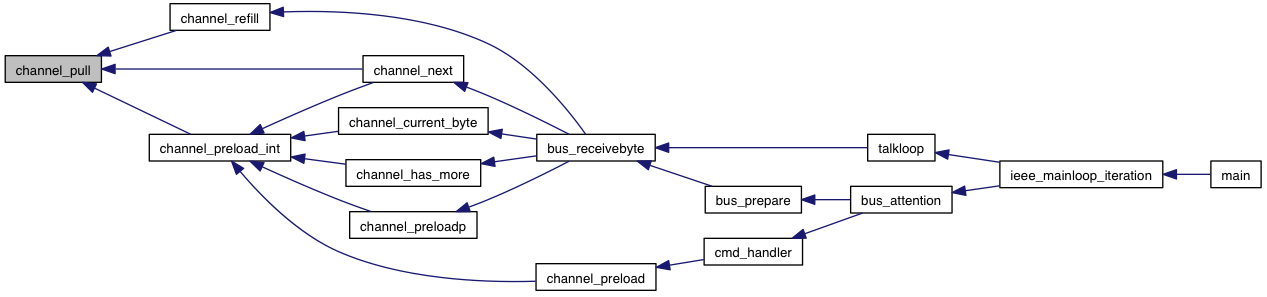 channel_refill
channel_pull
channel_next
channel_current_byte
channel_preload_int
bus_receivebyte
talkloop
channel_has_more
ieee_mainloop_iteration
main
bus_prepare
bus_attention
channel_preloadp
cmd_handler
channel_preload